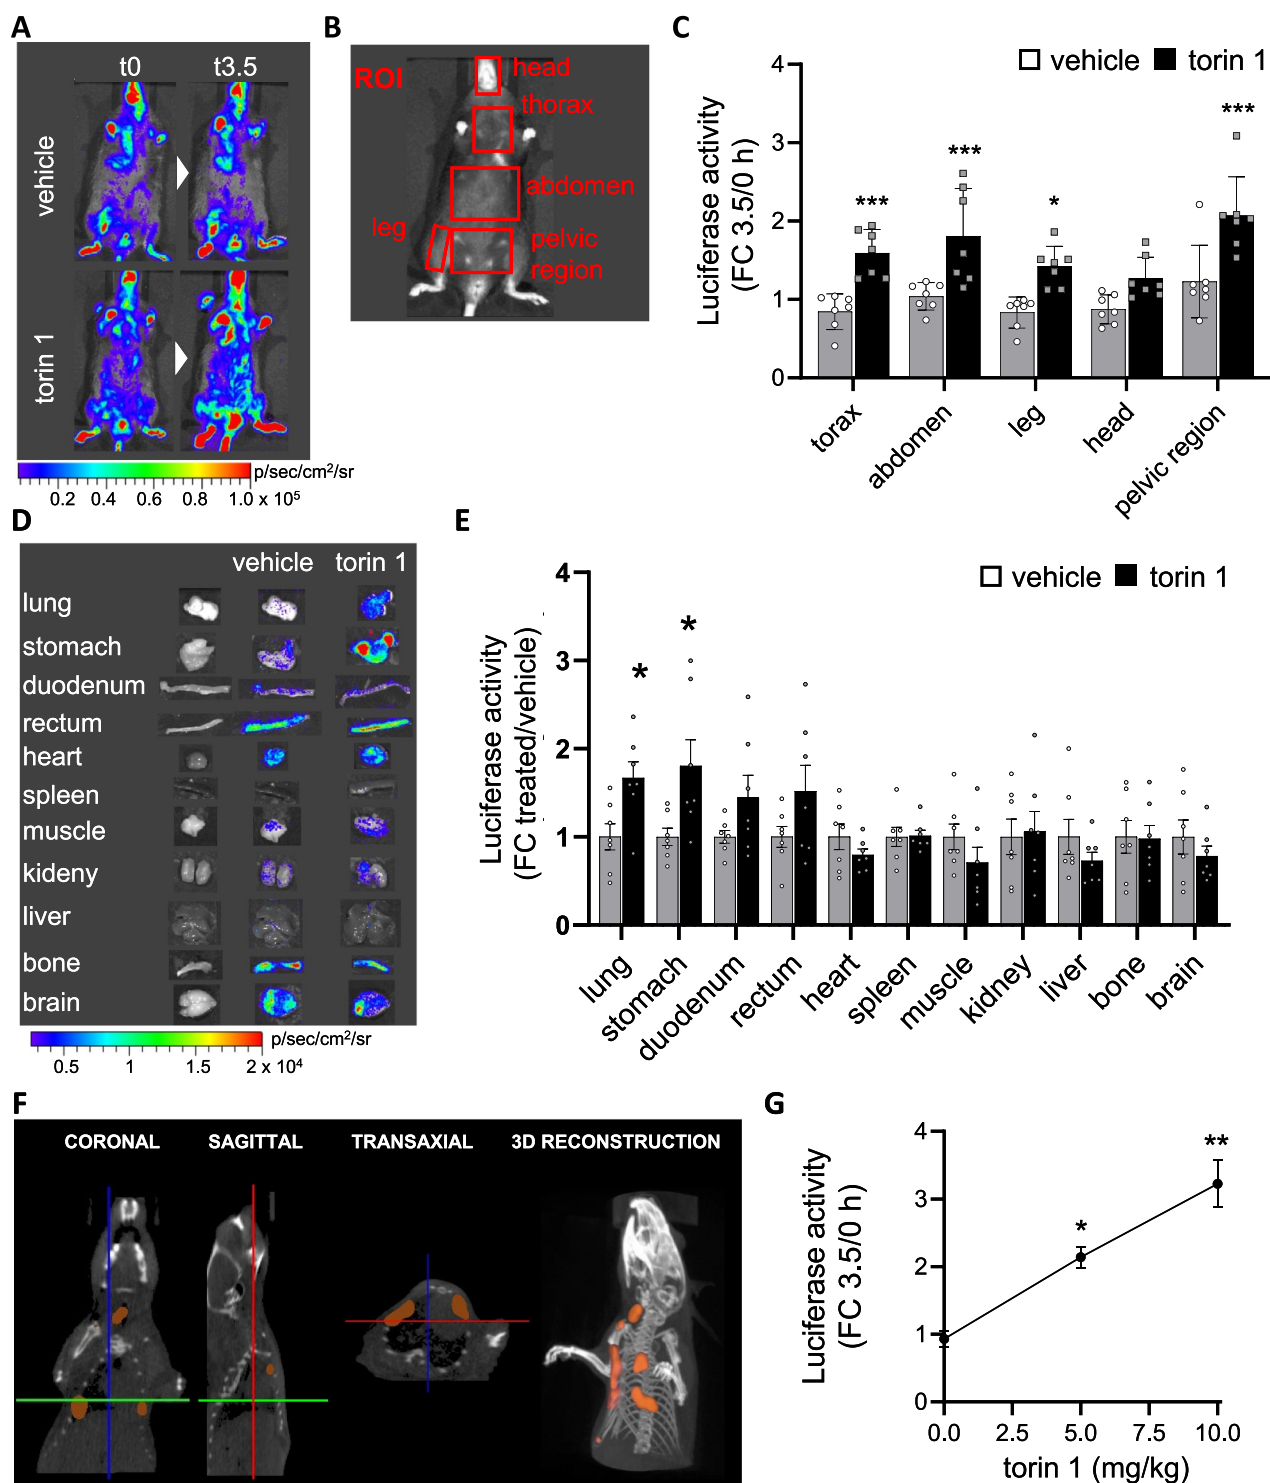 A
t0 t3.5
vehicle
torin 1
p/sec/cm²/sr
0.2 0.4 0.6 0.8 1.0 x 10⁵
B
ROI
head
thorax
abdomen
leg
pelvic
region
C
vehicle torin 1
Luciferase activity
(FC 3.5/0 h)
4
3
2
1
0
***
***
*
***
torax
abdomen
leg
head
pelvic region
D
vehicle torin 1
lung
stomach
duodenum
rectum
heart
spleen
muscle
kideny
liver
bone
brain
p/sec/cm²/sr
0.5 1 1.5 2 x 10⁴
E
vehicle torin 1
Luciferase activity
(FC treated/vehicle)
4
3
2
1
0
*
*
lung
stomach
duodenum
rectum
heart
spleen
muscle
kidney
liver
bone
brain
F
CORONAL SAGITTAL TRANSAXIAL 3D RECONSTRUCTION
G
Luciferase activity
(FC 3.5/0 h)
4
3
2
1
0
*
**
0.0 2.5 5.0 7.5 10.0
torin 1 (mg/kg)